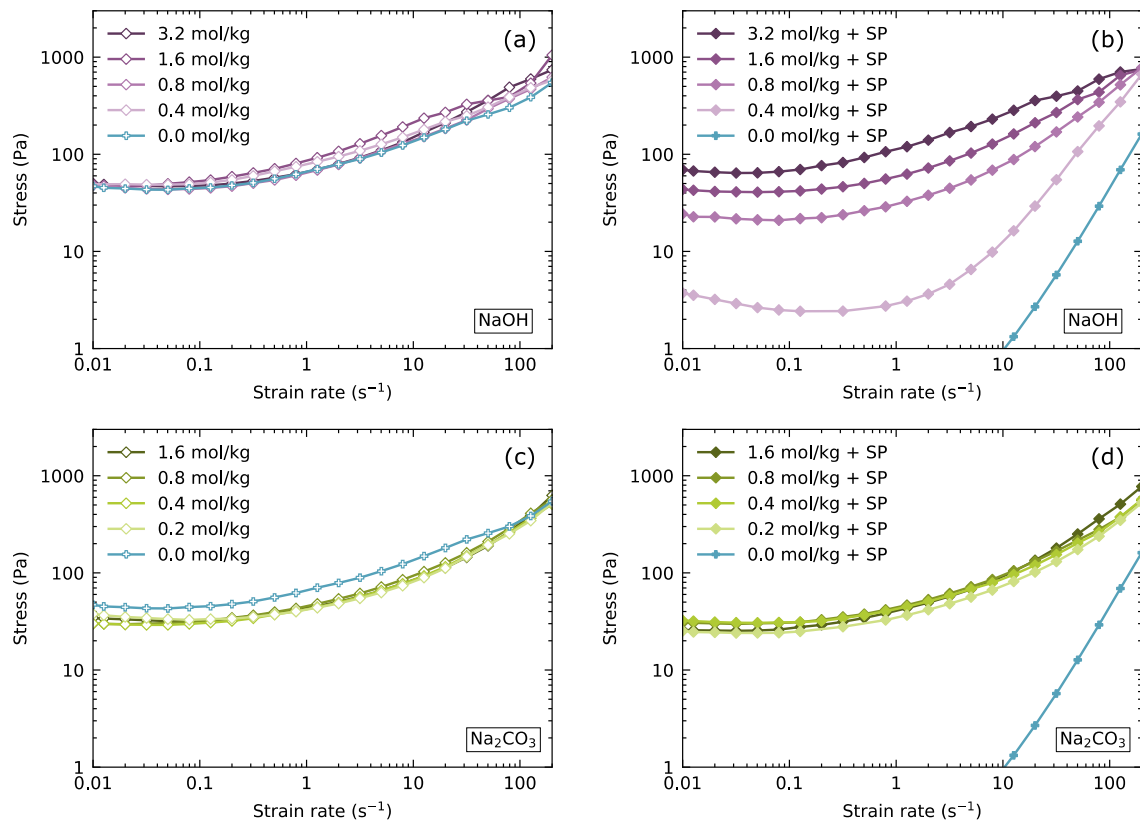 (a)
3.2 mol/kg
1.6 mol/kg
0.8 mol/kg
0.4 mol/kg
0.0 mol/kg
1000
100
10
1
Stress (Pa)
NaOH
0.01 0.1 1 10 100
Strain rate (s⁻¹)
(b)
3.2 mol/kg + SP
1.6 mol/kg + SP
0.8 mol/kg + SP
0.4 mol/kg + SP
0.0 mol/kg + SP
1000
100
10
1
Stress (Pa)
NaOH
0.01 0.1 1 10 100
Strain rate (s⁻¹)
(c)
1.6 mol/kg
0.8 mol/kg
0.4 mol/kg
0.2 mol/kg
0.0 mol/kg
1000
100
10
1
Stress (Pa)
Na₂CO₃
0.01 0.1 1 10 100
Strain rate (s⁻¹)
(d)
1.6 mol/kg + SP
0.8 mol/kg + SP
0.4 mol/kg + SP
0.2 mol/kg + SP
0.0 mol/kg + SP
1000
100
10
1
Stress (Pa)
Na₂CO₃
0.01 0.1 1 10 100
Strain rate (s⁻¹)